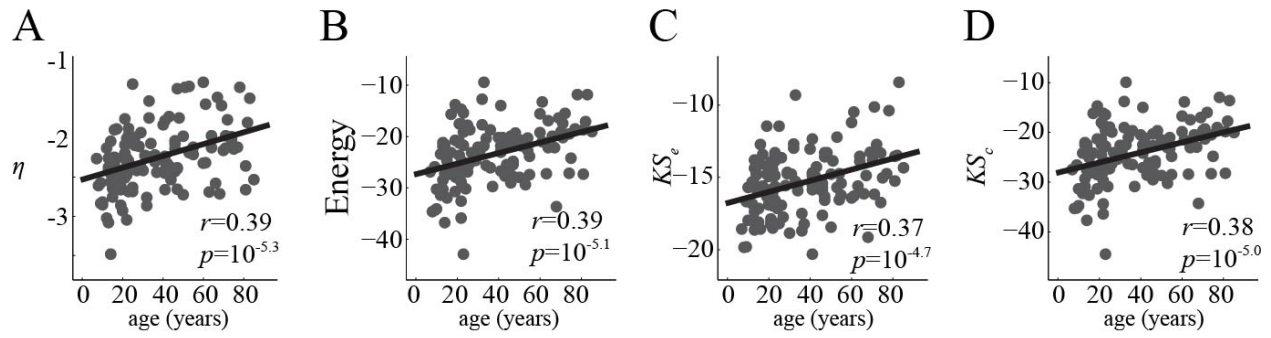 A
-1
-2
-3
η
r=0.39
p=10^-5.3
0 20 40 60 80
age (years)
B
−10
−20
−30
−40
Energy
r=0.39
p=10^-5.1
0 20 40 60 80
age (years)
C
−10
−15
−20
KS_e
r=0.37
p=10^-4.7
0 20 40 60 80
age (years)
D
−10
−20
−30
−40
KS_c
r=0.38
p=10^-5.0
0 20 40 60 80
age (years)